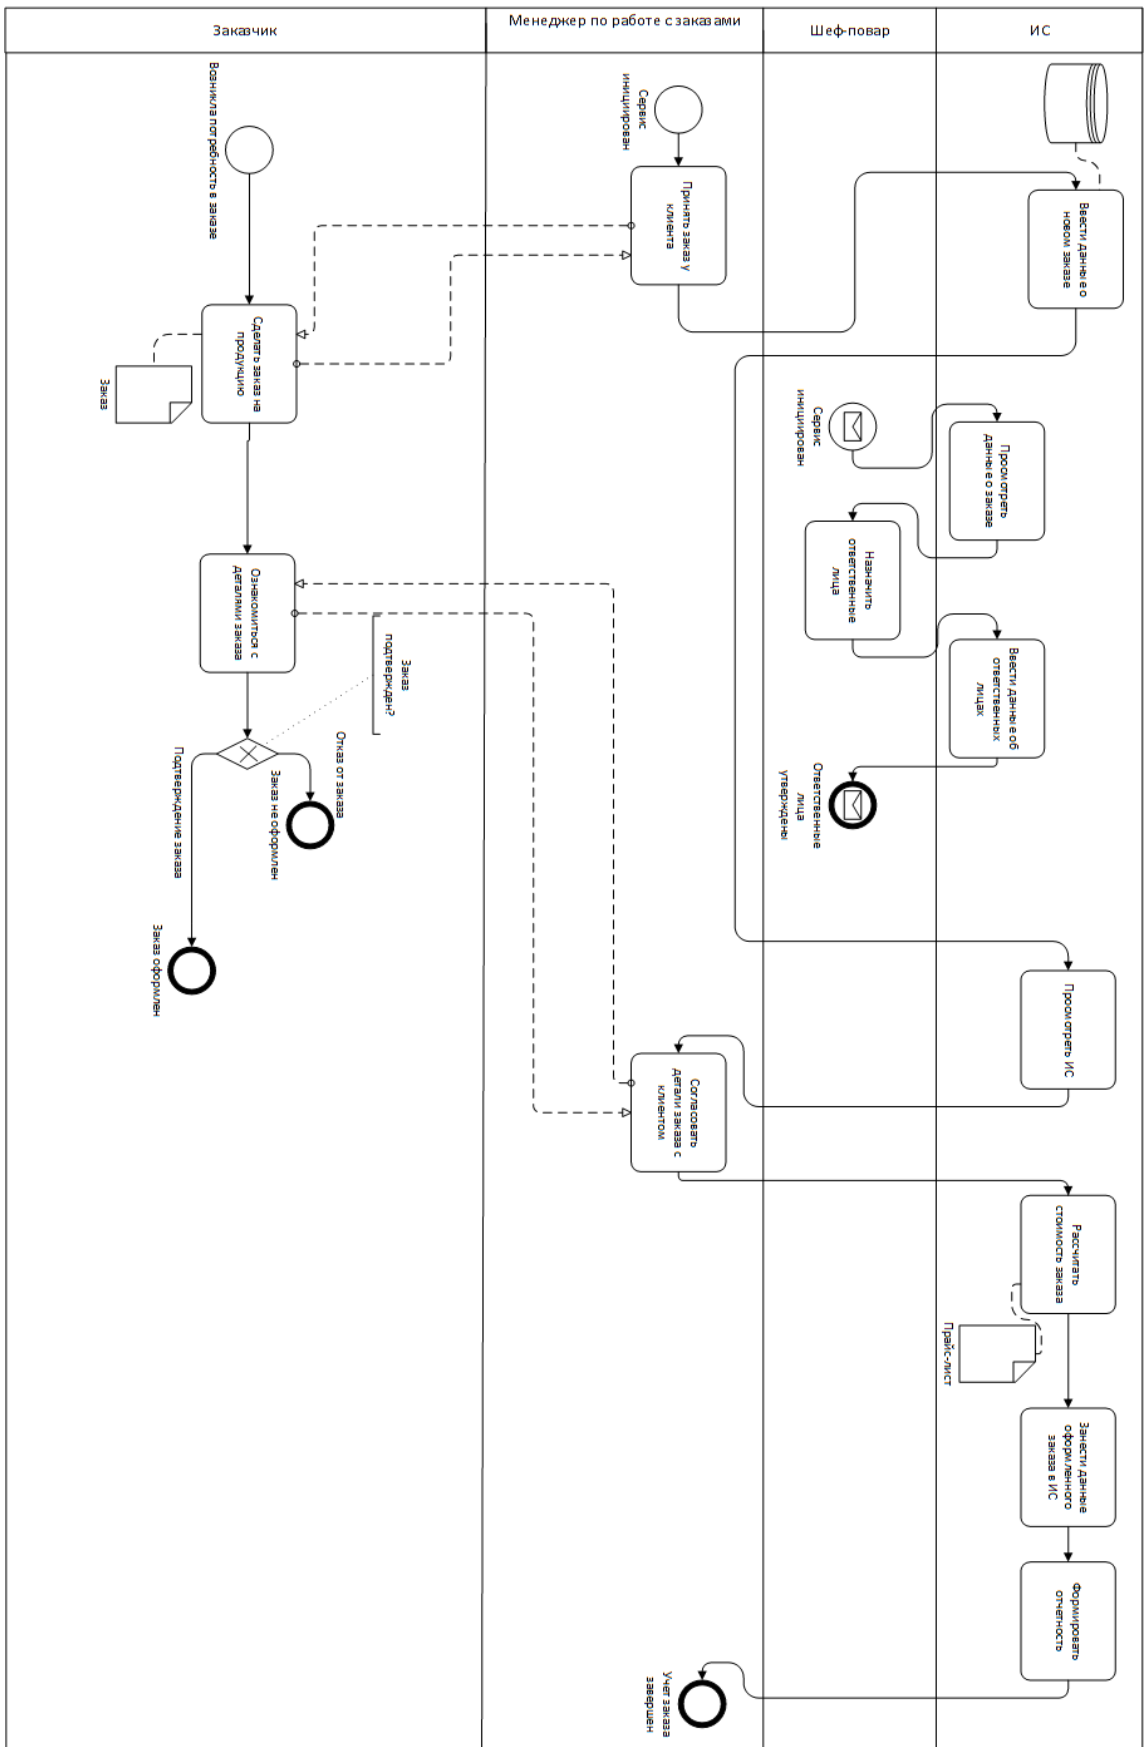 Заказчик
Менеджер по работе с заказами
Шеф-повар
ИС
Возникла потребность в заказе
Сервис
инициирован
Принять заказ у
клиента
Ввести данные о
новом заказе
Сделать заказ на
продукцию
Заказ
Сервис
инициирован
Просмотреть
данные о заказе
Назначить
ответственные
лица
Ввести данные об
ответственных
лицах
Ответственные
лица
утверждены
Ознакомиться с
деталями заказа
Заказ
подтвержден?
Отказ от заказа
Заказ не оформлен
Подтверждение заказа
Заказ оформлен
Просмотреть ИС
Согласовать
детали заказа с
клиентом
Рассчитать
стоимость заказа
Прайс-лист
Занести данные
оформленного
заказа в ИС
Формировать
отчетность
Учет заказа
завершен